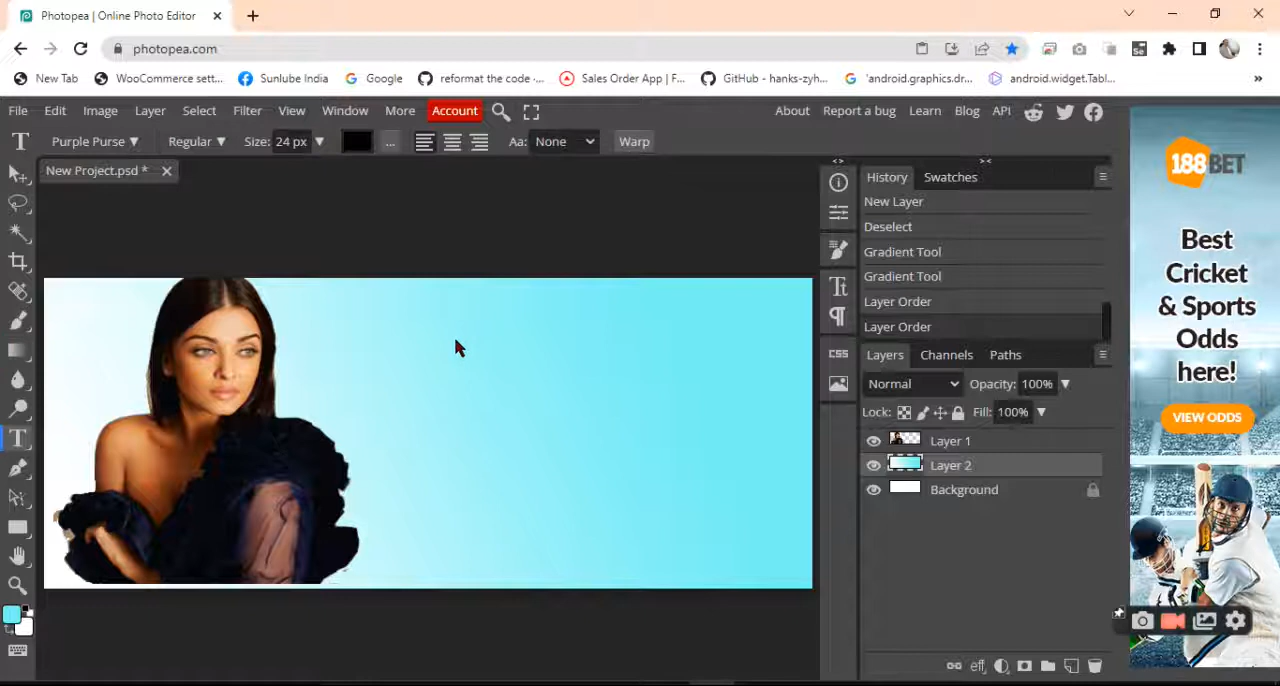 Photopea | Online Photo Editor
photopea.com
New Tab WooCommerce sett... Sunlube India Google reformat the code -... Sales Order App | F... GitHub - hanks-zyh... 'android.graphics.dr... android.widget.Tabl... »
File Edit Image Layer Select Filter View Window More Account About Report a bug Learn Blog API
Purple Purse Regular Size: 24 px ... Aa: None Warp
New Project.psd *
History Swatches
New Layer
Deselect
Gradient Tool
Gradient Tool
Layer Order
Layer Order
Layers Channels Paths
Normal Opacity: 100%
Lock: Fill: 100%
Layer 1
Layer 2
Background
CSS
eff
188BET
Best
Cricket
& Sports
Odds
here!
VIEW ODDS